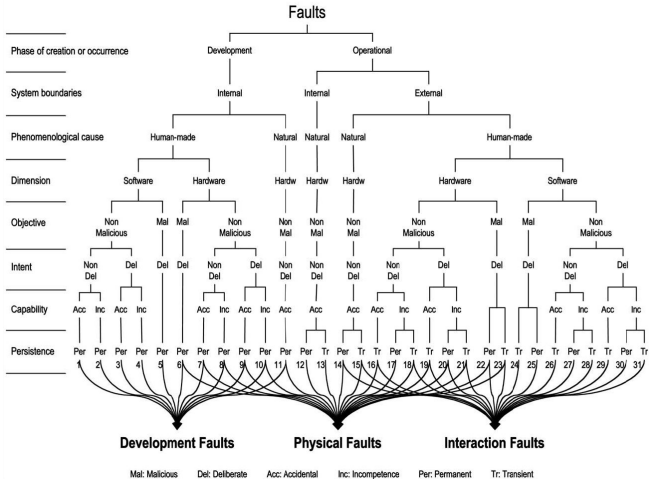 Faults
Phase of creation or occurrence Development Operational
System boundaries Internal Internal External
Phenomenological cause Human-made Natural Natural Natural Human-made
Dimension Software Hardware Hardw Hardw Hardw Hardware Software
Objective Non Malicious Mal Mal Non Malicious Non Mal Non Mal Non Mal Non Malicious Mal Mal Non Malicious
Intent Non Del Del Del Del Non Del Del Non Del Non Del Non Del Non Del Del Del Del Non Del Del
Capability Acc Inc Acc Inc Acc Inc Acc Inc Acc Acc Acc Acc Inc Acc Inc Acc Inc Acc Inc
Persistence Per Per Per Per Per Per Per Per Per Per Per Per Tr Per Tr Tr Per Tr Tr Per Tr Per Tr Tr Per Tr Per Tr Tr Per Tr
1 2 3 4 5 6 7 8 9 10 11 12 13 14 15 16 17 18 19 20 21 22 23 24 25 26 27 28 29 30 31
Development Faults Physical Faults Interaction Faults
Mal: Malicious Del: Deliberate Acc: Accidental Inc: Incompetence Per: Permanent Tr: Transient